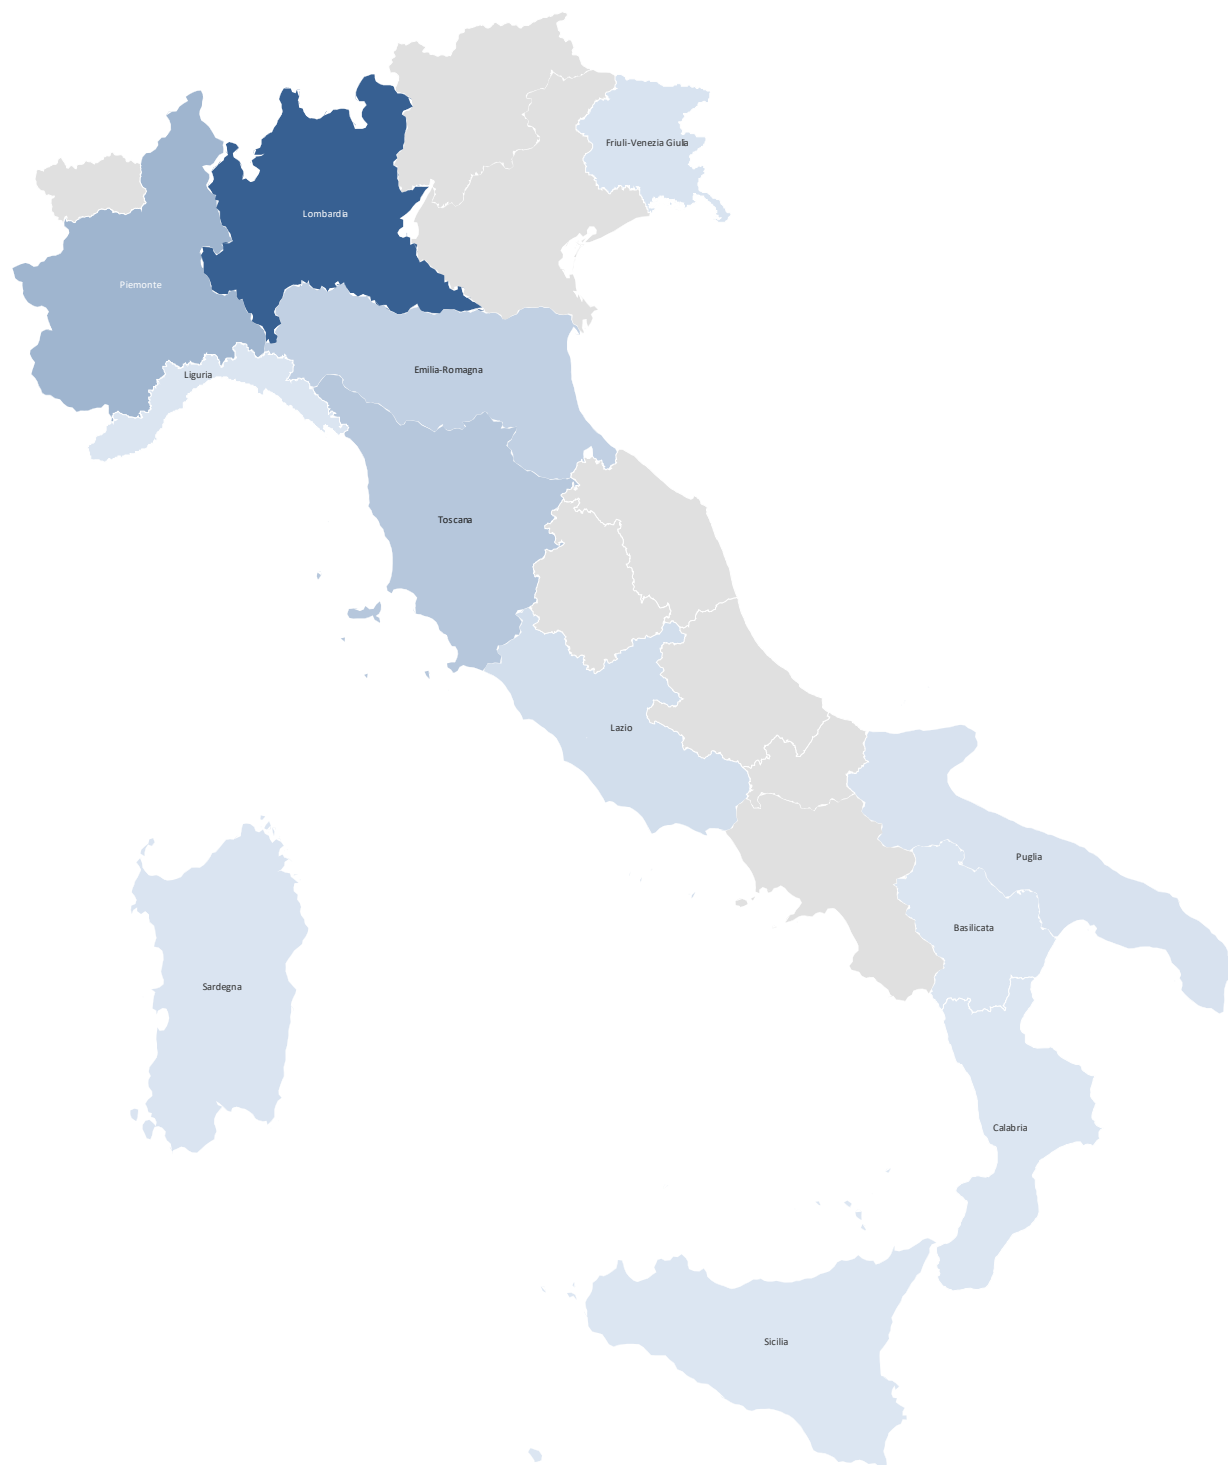 Friuli-Venezia Giulia
Lombardia
Piemonte
Emilia-Romagna
Liguria
Toscana
Lazio
Puglia
Basilicata
Sardegna
Calabria
Sicilia